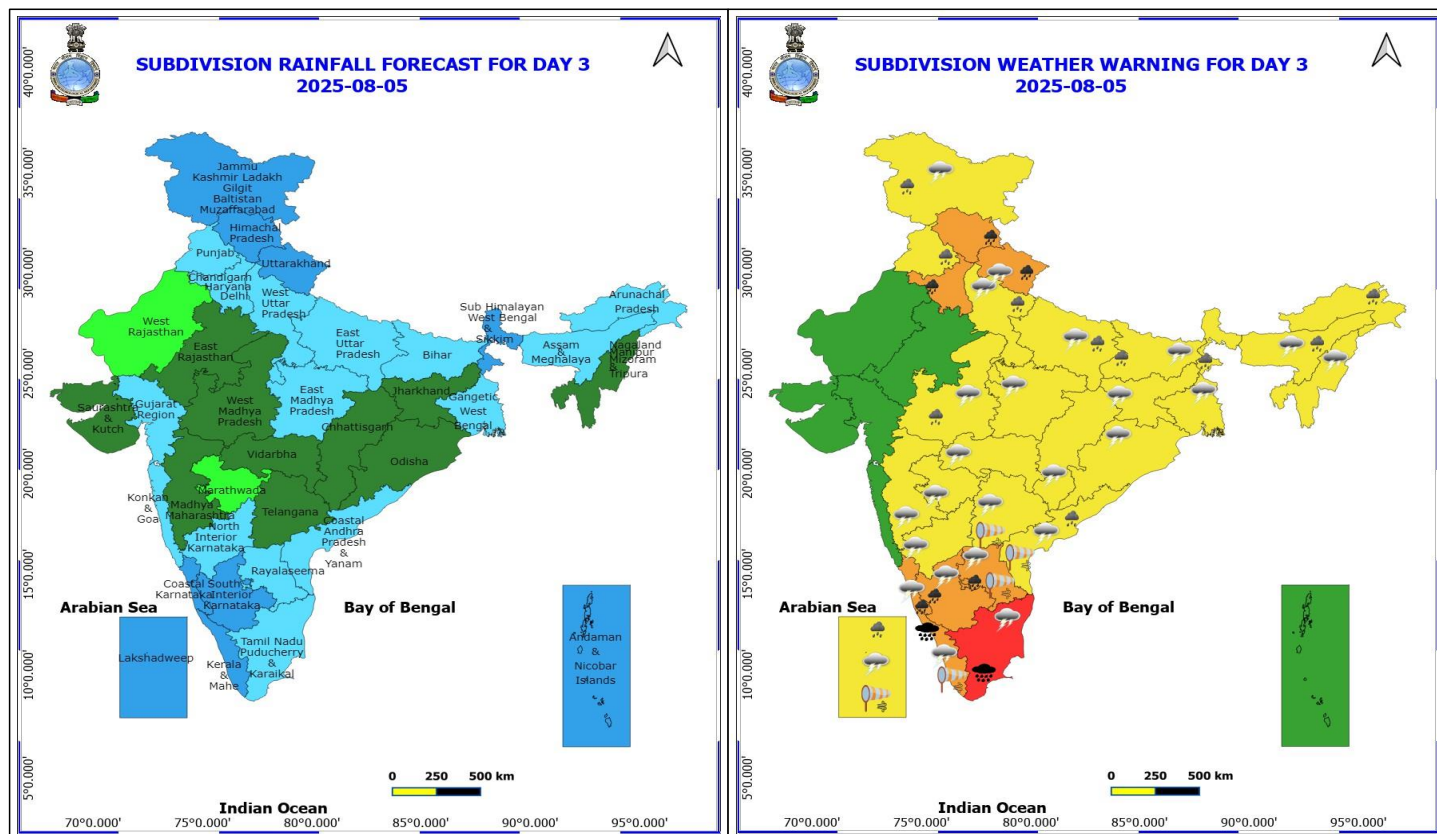 SUBDIVISION RAINFALL FORECAST FOR DAY 3
2025-08-05
40°0.000'
35°0.000'
30°0.000'
25°0.000'
20°0.000'
15°0.000'
10°0.000'
5°0.000'
Jammu
Kashmir Ladakh
Gilgit
Baltistan
Muzaffarabad
Himachal
Pradesh
Punjab
Uttarakhand
Chandigarh
Haryana
Delhi
West
Uttar
Pradesh
West
Rajasthan
East
Rajasthan
East
Uttar
Pradesh
Bihar
Sub Himalayan
West Bengal
&
Sikkim
Arunachal
Pradesh
Assam
&
Meghalaya
Nagaland
Manipur
Mizoram
&
Tripura
Saurashtra
&
Kutch
Gujarat
Region
West
Madhya
Pradesh
East
Madhya
Pradesh
Jharkhand
Gangetic
West
Bengal
Chhattisgarh
Vidarbha
Odisha
Konkan
&
Goa
Madhya
Maharashtra
Marathwada
Telangana
North
Interior
Karnataka
Coastal
Andhra
Pradesh
&
Yanam
Rayalaseema
Coastal
Karnataka
South
Interior
Karnataka
Arabian Sea
Bay of Bengal
Lakshadweep
Kerala
&
Mahe
Tamil Nadu
Puducherry
&
Karaikal
Andaman
&
Nicobar
Islands
0 250 500 km
Indian Ocean
70°0.000' 75°0.000' 80°0.000' 85°0.000' 90°0.000' 95°0.000'
SUBDIVISION WEATHER WARNING FOR DAY 3
2025-08-05
40°0.000'
35°0.000'
30°0.000'
25°0.000'
20°0.000'
15°0.000'
10°0.000'
5°0.000'
Arabian Sea
Bay of Bengal
0 250 500 km
Indian Ocean
70°0.000' 75°0.000' 80°0.000' 85°0.000' 90°0.000' 95°0.000'